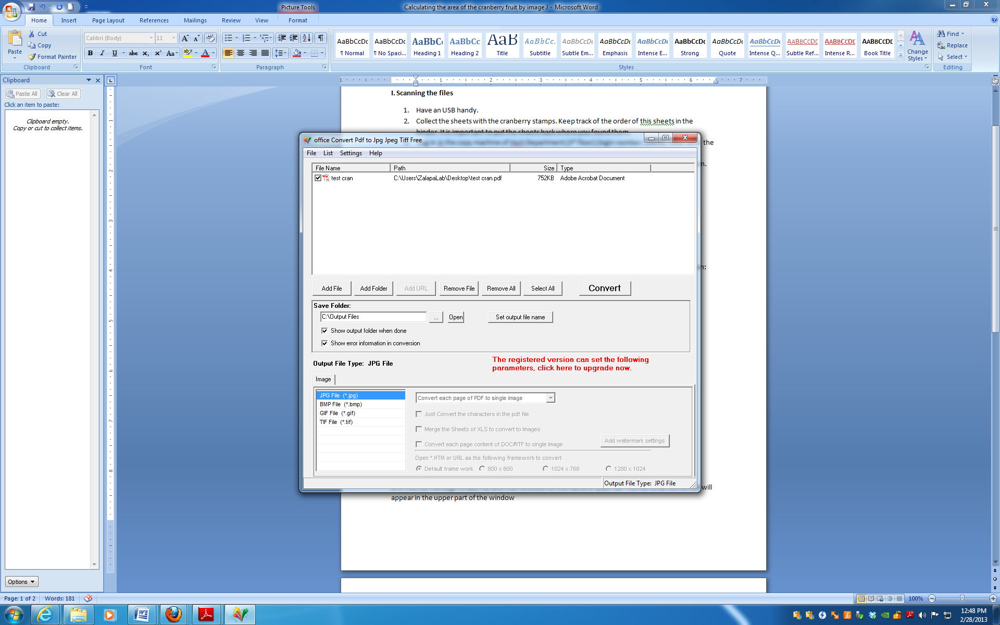 Picture Tools
Calculating the area of the cranberry fruit by image J - Microsoft Word
Home Insert Page Layout References Mailings Review View Format
Paste
Cut
Copy
Format Painter
Clipboard
Calibri (Body) 11
Font
Paragraph
AaBbCcDc AaBbCcDc AaBbC AaBbCc AaB AaBbCc. AaBbCcDc AaBbCcDc AaBbCcDc AaBbCcDc AaBbCcDc AaBbCcDc AABBCCDE AABBCCDE AABBCCDE
¶ Normal ¶ No Spaci... Heading 1 Heading 2 Title Subtitle Subtle Em... Emphasis Intense E... Strong Quote Intense Q... Subtle Ref... Intense R... Book Title
Change Styles
Styles
Find
Replace
Select
Editing
Clipboard
Paste All Clear All
Click an item to paste:
Clipboard empty.
Copy or cut to collect items.
Options
I. Scanning the files
1. Have an USB handy.
2. Collect the sheets with the cranberry stamps. Keep track of the order of this sheets in the
binder. It is important to put the sheets back where you found them.
the
office Convert Pdf to Jpg Jpeg Tiff Free
File List Settings Help
File Name Path Size Type
test cran C:\Users\ZalapaLab\Desktop\test cran.pdf 752KB Adobe Acrobat Document
Add File Add Folder Add URL Remove File Remove All Select All Convert
Save Folder:
C:\Output Files ... Open Set output file name
Show output folder when done
Show error information in conversion
Output File Type: JPG File
The registered version can set the following
parameters, click here to upgrade now.
Image
JPG File (*.jpg)
BMP File (*.bmp)
GIF File (*.gif)
TIF File (*.tif)
Convert each page of PDF to single image
Just Convert the characters in the pdf file
Merge the Sheets of XLS to convert to Images
Convert each page content of DOC/RTF to single Image
Add watermark settings
Open *.HTM or URL as the following framework to convert
Default frame work 800 x 600 1024 x 768 1280 x 1024
Output File Type: JPG File
will
appear in the upper part of the window
Page: 1 of 2 Words: 181
100%
12:48 PM
2/28/2013